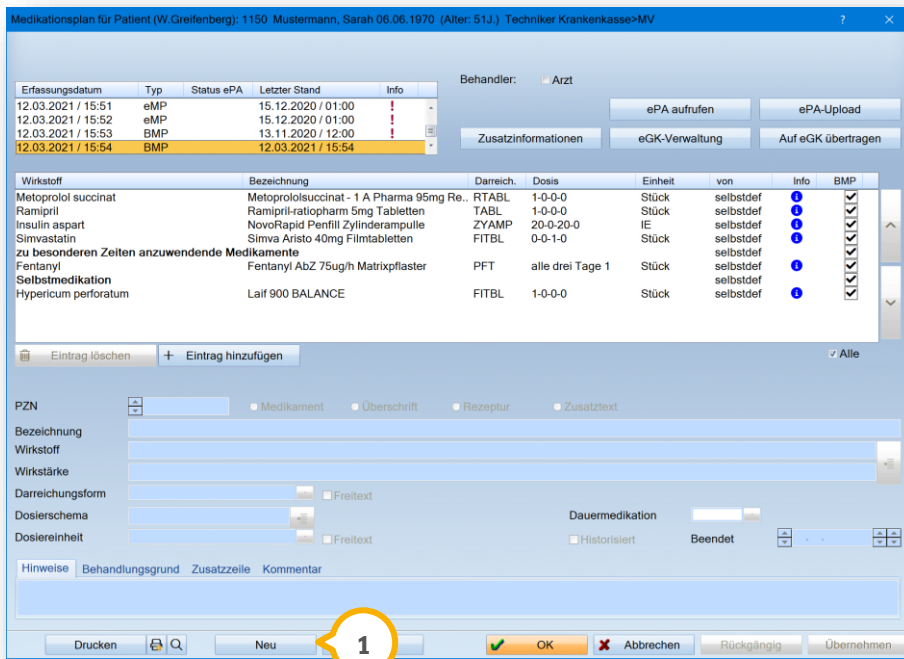 Medikationsplan für Patient (W.Greifenberg): 1150 Mustermann, Sarah 06.06.1970 (Alter: 51J.) Techniker Krankenkasse>MV ? ×
Behandler: Arzt
Erfassungsdatum Typ Status ePA Letzter Stand Info
12.03.2021 / 15:51 eMP 15.12.2020 / 01:00 !
12.03.2021 / 15:52 eMP 15.12.2020 / 01:00 !
12.03.2021 / 15:53 BMP 13.11.2020 / 12:00 !
12.03.2021 / 15:54 BMP 12.03.2021 / 15:54
ePA aufrufen ePA-Upload
Zusatzinformationen eGK-Verwaltung Auf eGK übertragen
Wirkstoff Bezeichnung Darreich. Dosis Einheit von Info BMP
Metoprolol succinat Metoprololsuccinat - 1 A Pharma 95mg Re.. RTABL 1-0-0-0 Stück selbstdef i
Ramipril Ramipril-ratiopharm 5mg Tabletten TABL 1-0-0-0 Stück selbstdef i
Insulin aspart NovoRapid Penfill Zylinderampulle ZYAMP 20-0-20-0 IE selbstdef i
Simvastatin Simva Aristo 40mg Filmtabletten FITBL 0-0-1-0 Stück selbstdef i
zu besonderen Zeiten anzuwendende Medikamente selbstdef
Fentanyl Fentanyl AbZ 75ug/h Matrixpflaster PFT alle drei Tage 1 Stück selbstdef i
Selbstmedikation selbstdef
Hypericum perforatum Laif 900 BALANCE FITBL 1-0-0-0 Stück selbstdef i
Eintrag löschen + Eintrag hinzufügen Alle
PZN Medikament Überschrift Rezeptur Zusatztext
Bezeichnung
Wirkstoff
Wirkstärke
Darreichungsform Freitext
Dosierschema Dauermedikation
Dosiereinheit Freitext Historisiert Beendet . .
Hinweise Behandlungsgrund Zusatzzeile Kommentar
Drucken Neu 1 OK Abbrechen Rückgängig Übernehmen